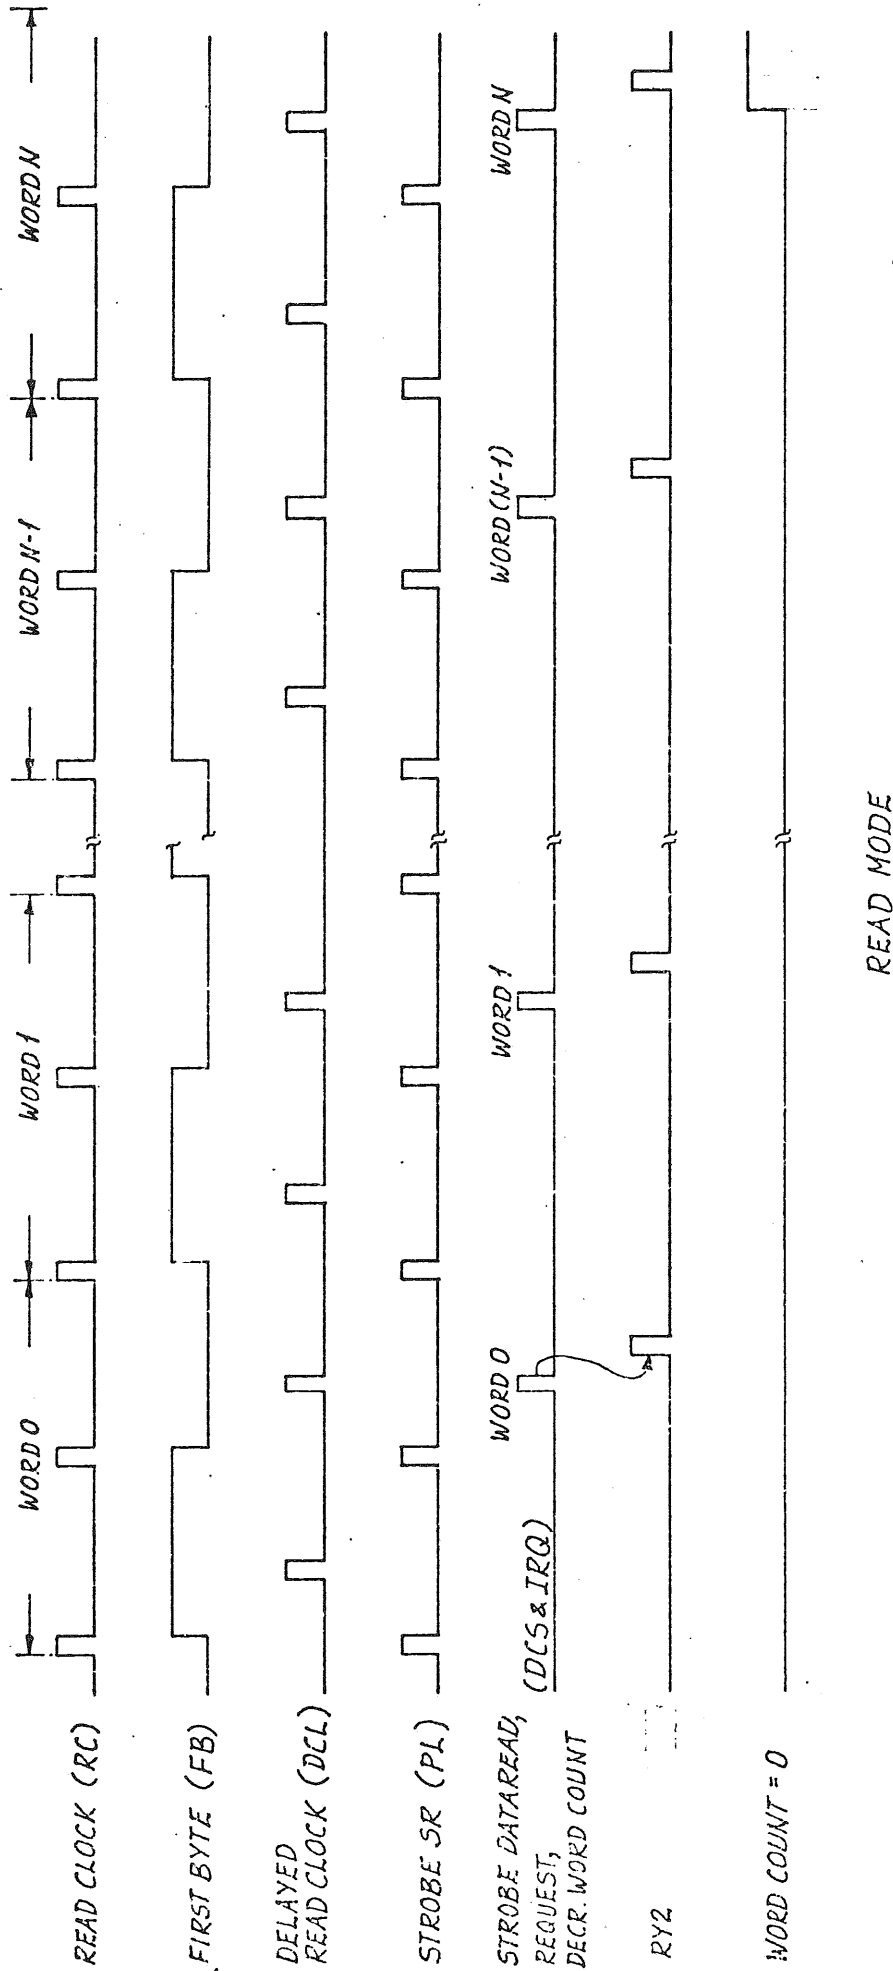 WORD 0
WORD 1
WORD N-1
WORD N
READ CLOCK (RC)
FIRST BYTE (FB)
DELAYED
READ CLOCK (DCL)
STROBE SR (PL)
WORD 0
WORD 1
WORD (N-1)
WORD N
STROBE DATAREAD,
REQUEST,
DECR. WORD COUNT
(DCS & IRQ)
RY2
WORD COUNT = 0
READ MODE